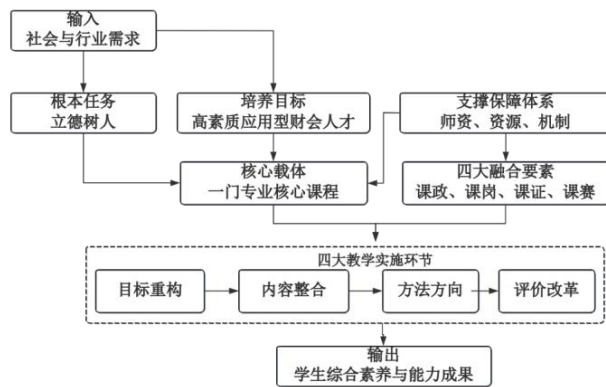 输入
社会与行业需求
根本任务
立德树人
培养目标
高素质应用型财会人才
支撑保障体系
师资、资源、机制
核心载体
一门专业核心课程
四大融合要素
课政、课岗、课证、课赛
四大教学实施环节
目标重构
内容整合
方法方向
评价改革
输出
学生综合素养与能力成果